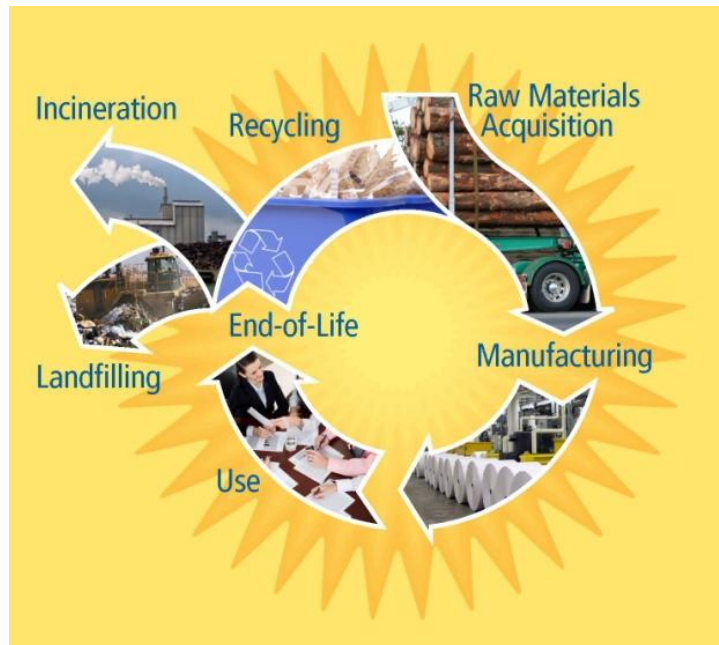 Incineration
Recycling
Raw Materials
Acquisition
End-of-Life
Landfilling
Manufacturing
Use